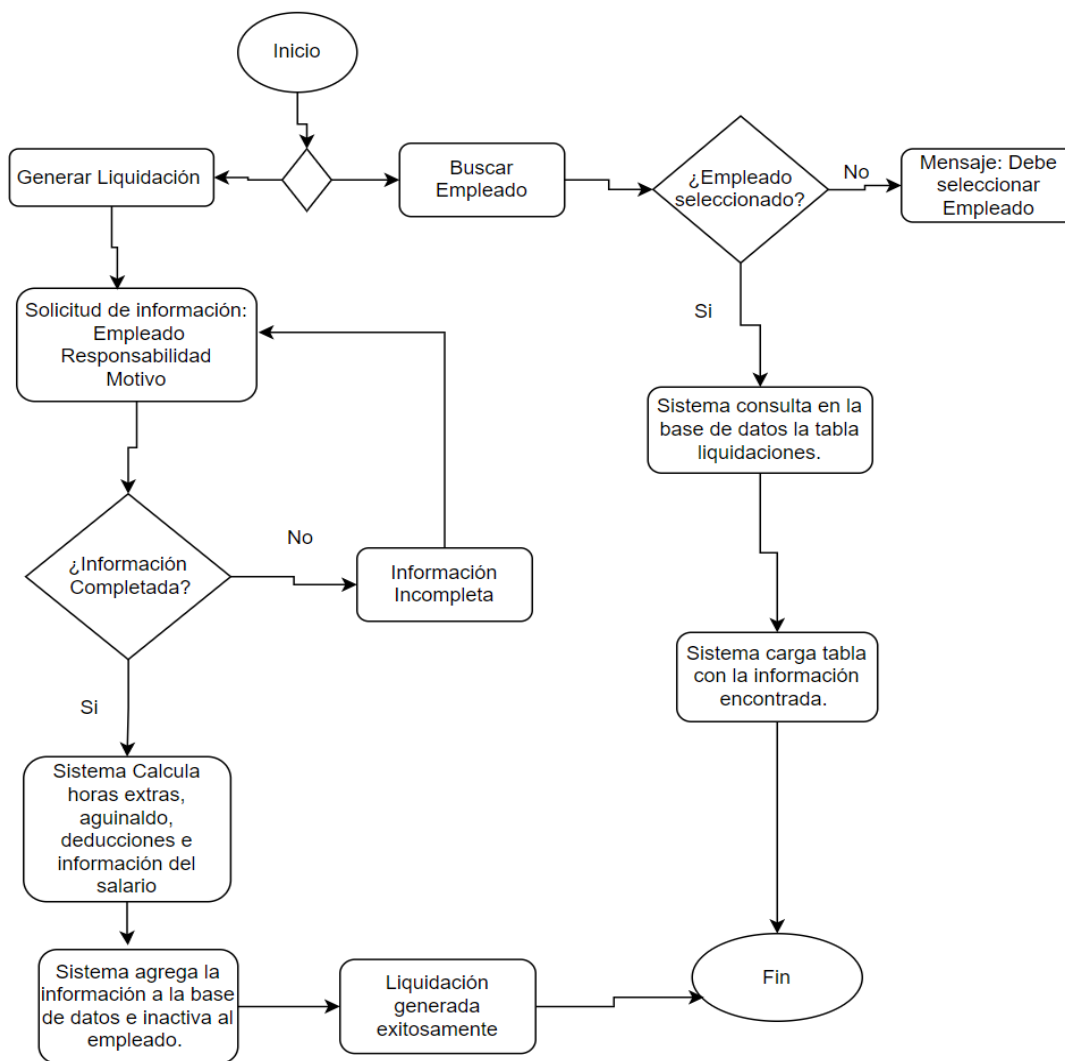 Inicio
Generar Liquidación
Buscar
Empleado
¿Empleado
seleccionado?
No
Mensaje: Debe
seleccionar
Empleado
Solicitud de información:
Empleado
Responsabilidad
Motivo
Si
Sistema consulta en la
base de datos la tabla
liquidaciones.
¿Información
Completada?
No
Información
Incompleta
Sistema carga tabla
con la información
encontrada.
Si
Sistema Calcula
horas extras,
aguinaldo,
deducciones e
información del
salario
Sistema agrega la
información a la base
de datos e inactiva al
empleado.
Liquidación
generada
exitosamente
Fin